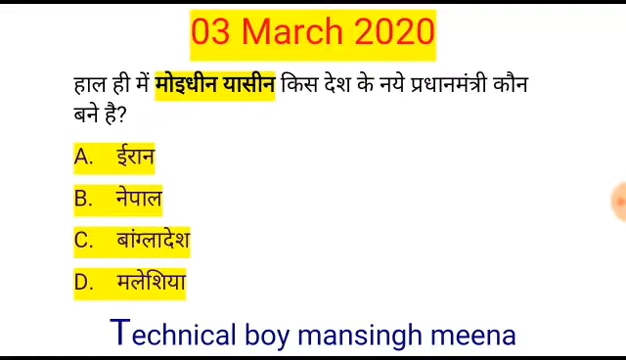 03 March 2020
हाल ही में मोइधीन यासीन किस देश के नये प्रधानमंत्री कौन
बने है?
A. ईरान
B. नेपाल
C. बांग्लादेश
D. मलेशिया
Technical boy mansingh meena